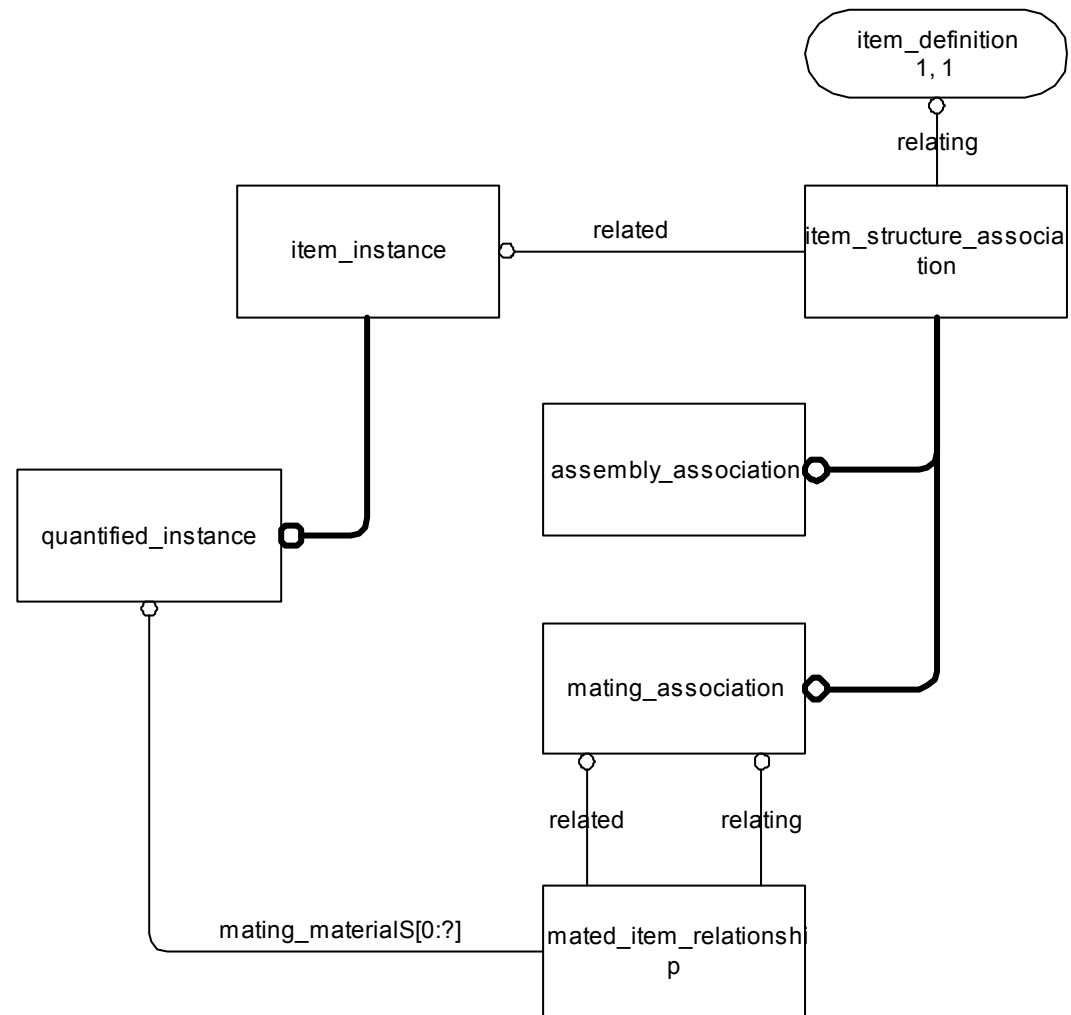 item_definition
1, 1
relating
item_instance
related
item_structure_associa
tion
assembly_association
quantified_instance
mating_association
related
relating
mating_materialS[0:?]
mated_item_relationshi
p